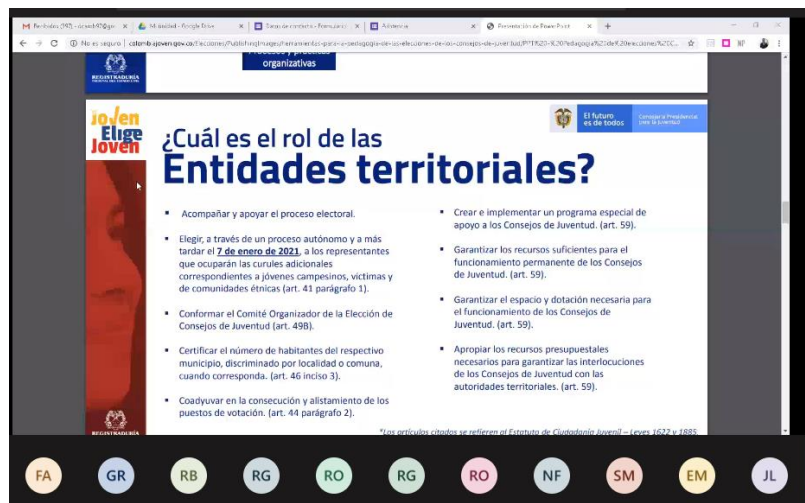 Presentación de PowerPoint
No es seguro
organizativas
REGISTRADURÍA
Joven
Elige
Joven
El futuro
es de todos
Consejería Presidencial
para la Juventud
¿Cuál es el rol de las
Entidades territoriales?
Acompañar y apoyar el proceso electoral.
Elegir, a través de un proceso autónomo y a más
tardar el 7 de enero de 2021, a los representantes
que ocuparán las curules adicionales
correspondientes a jóvenes campesinos, víctimas y
de comunidades étnicas (art. 41 parágrafo 1).
Conformar el Comité Organizador de la Elección de
Consejos de Juventud (art. 49B).
Certificar el número de habitantes del respectivo
municipio, discriminado por localidad o comuna,
cuando corresponda. (art. 46 inciso 3).
Coadyuvar en la consecución y alistamiento de los
puestos de votación. (art. 44 parágrafo 2).
Crear e implementar un programa especial de
apoyo a los Consejos de Juventud. (art. 59).
Garantizar los recursos suficientes para el
funcionamiento permanente de los Consejos
de Juventud. (art. 59).
Garantizar el espacio y dotación necesaria para
el funcionamiento de los Consejos de
Juventud. (art. 59).
Apropiar los recursos presupuestales
necesarios para garantizar las interlocuciones
de los Consejos de Juventud con las
autoridades territoriales. (art. 59).
REGISTRADURÍA
*Los artículos citados se refieren al Estatuto de Ciudadanía Juvenil – Leyes 1622 y 1885.
FA GR RB RG RO RG RO NF SM EM JL